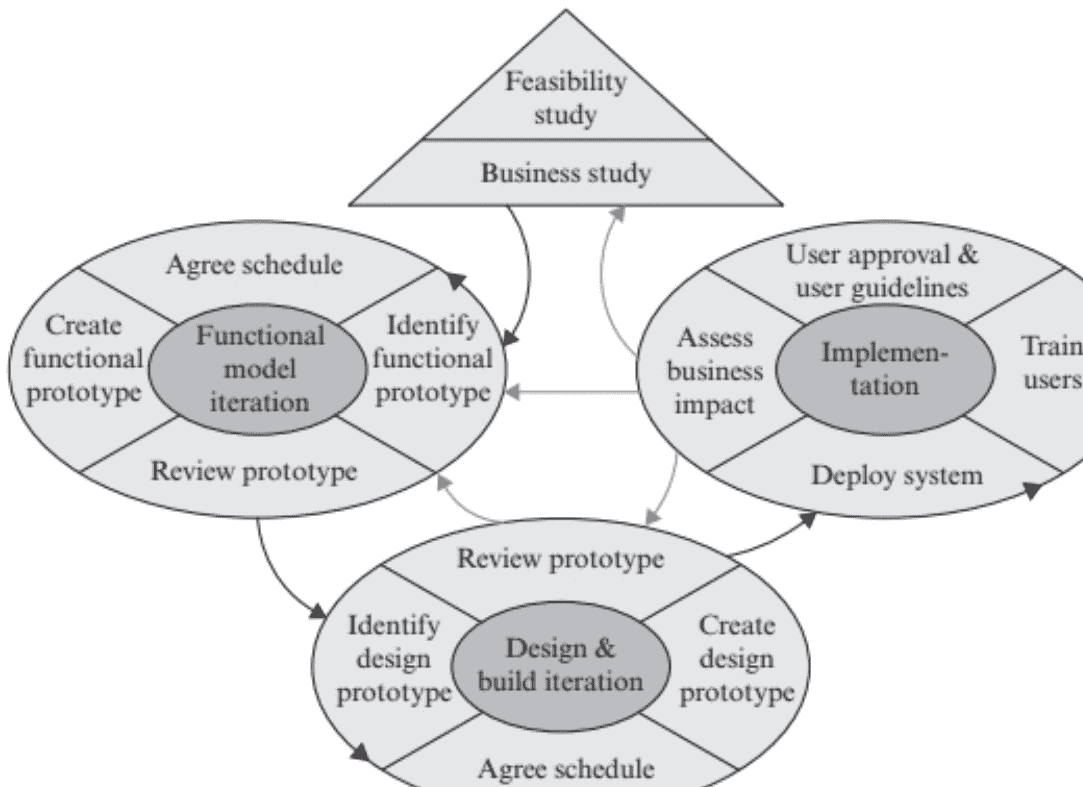 Feasibility
study
Business study
Agree schedule
Create
functional
prototype
Functional
model
iteration
Identify
functional
prototype
Review prototype
User approval &
user guidelines
Assess
business
impact
Implemen-
tation
Train
users
Deploy system
Review prototype
Identify
design
prototype
Design &
build iteration
Create
design
prototype
Agree schedule